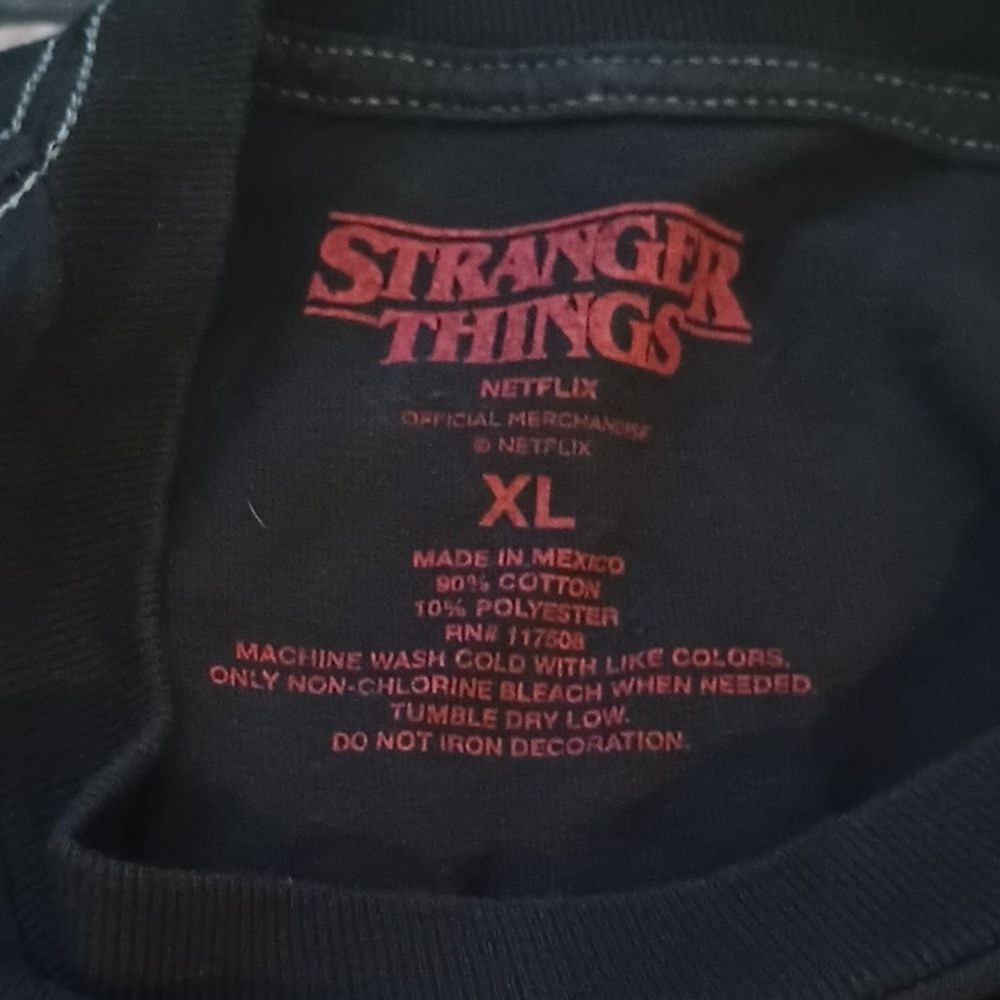 STRANGER
THINGS
NETFLIX
OFFICIAL MERCHANDISE
© NETFLIX
XL
MADE IN MEXICO
90% COTTON
10% POLYESTER
RN# 117508
MACHINE WASH COLD WITH LIKE COLORS.
ONLY NON-CHLORINE BLEACH WHEN NEEDED.
TUMBLE DRY LOW.
DO NOT IRON DECORATION.